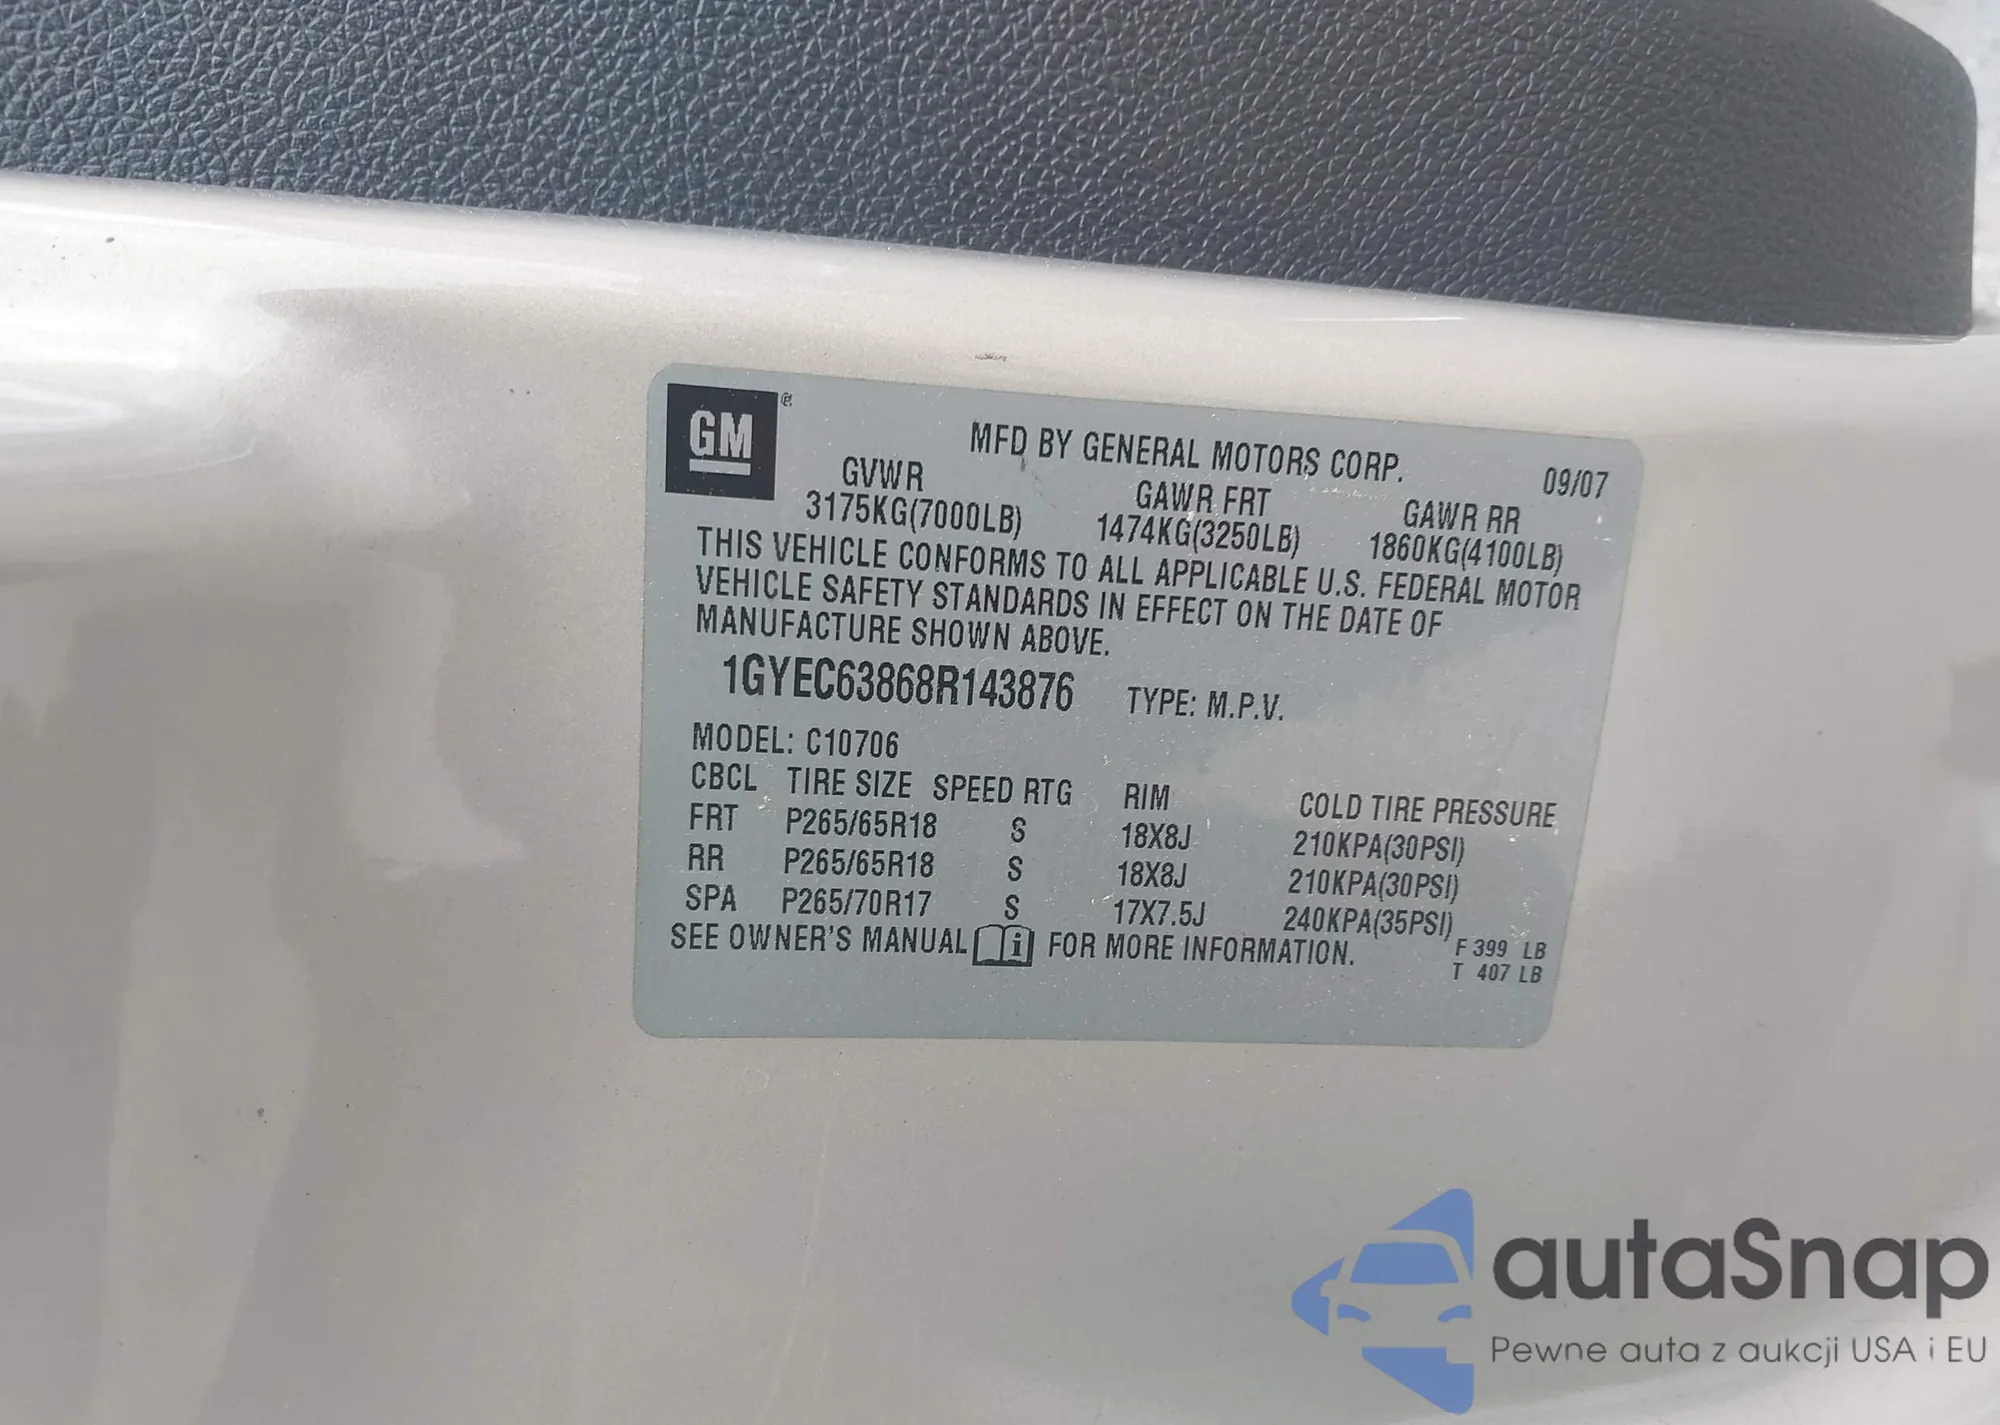 GM ®
MFD BY GENERAL MOTORS CORP. 09/07
GVWR GAWR FRT GAWR RR
3175KG(7000LB) 1474KG(3250LB) 1860KG(4100LB)
THIS VEHICLE CONFORMS TO ALL APPLICABLE U.S. FEDERAL MOTOR
VEHICLE SAFETY STANDARDS IN EFFECT ON THE DATE OF
MANUFACTURE SHOWN ABOVE.
1GYEC63868R143876 TYPE: M.P.V.
MODEL: C10706
CBCL TIRE SIZE SPEED RTG RIM COLD TIRE PRESSURE
FRT P265/65R18 S 18X8J 210KPA(30PSI)
RR P265/65R18 S 18X8J 210KPA(30PSI)
SPA P265/70R17 S 17X7.5J 240KPA(35PSI)
SEE OWNER'S MANUAL i FOR MORE INFORMATION. F 399 LB
T 407 LB
autaSnap
Pewne auta z aukcji USA i EU